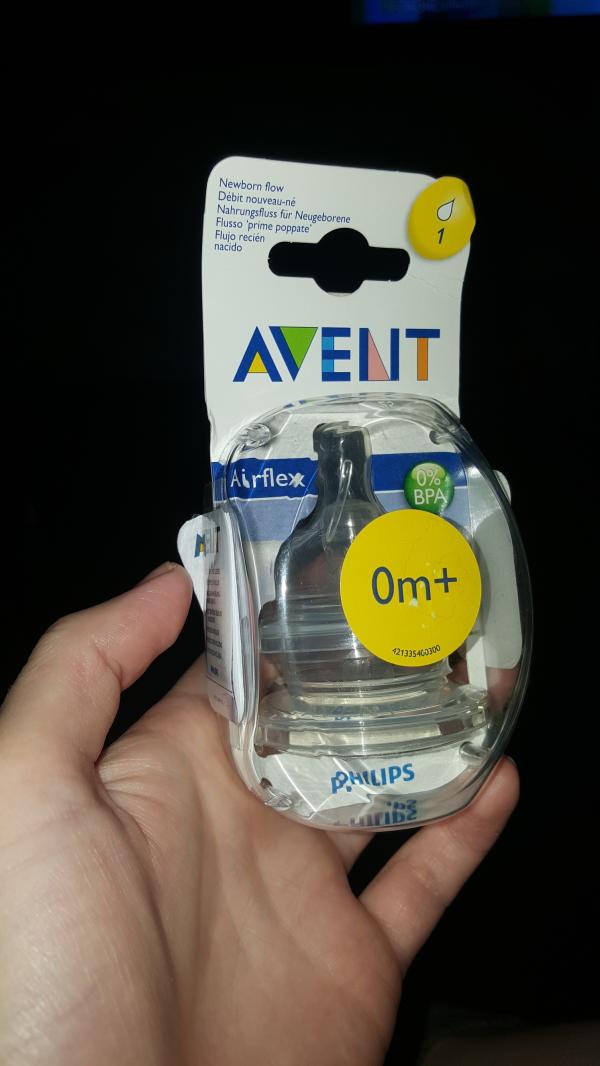 Newborn flow
Débit nouveau-né
Nahrungsfluss für Neugeborene
Flusso 'prime poppate'
Flujo recién
nacido
1
AVENT
Airflex
0%
BPA
0m+
421335400300
PHILIPS